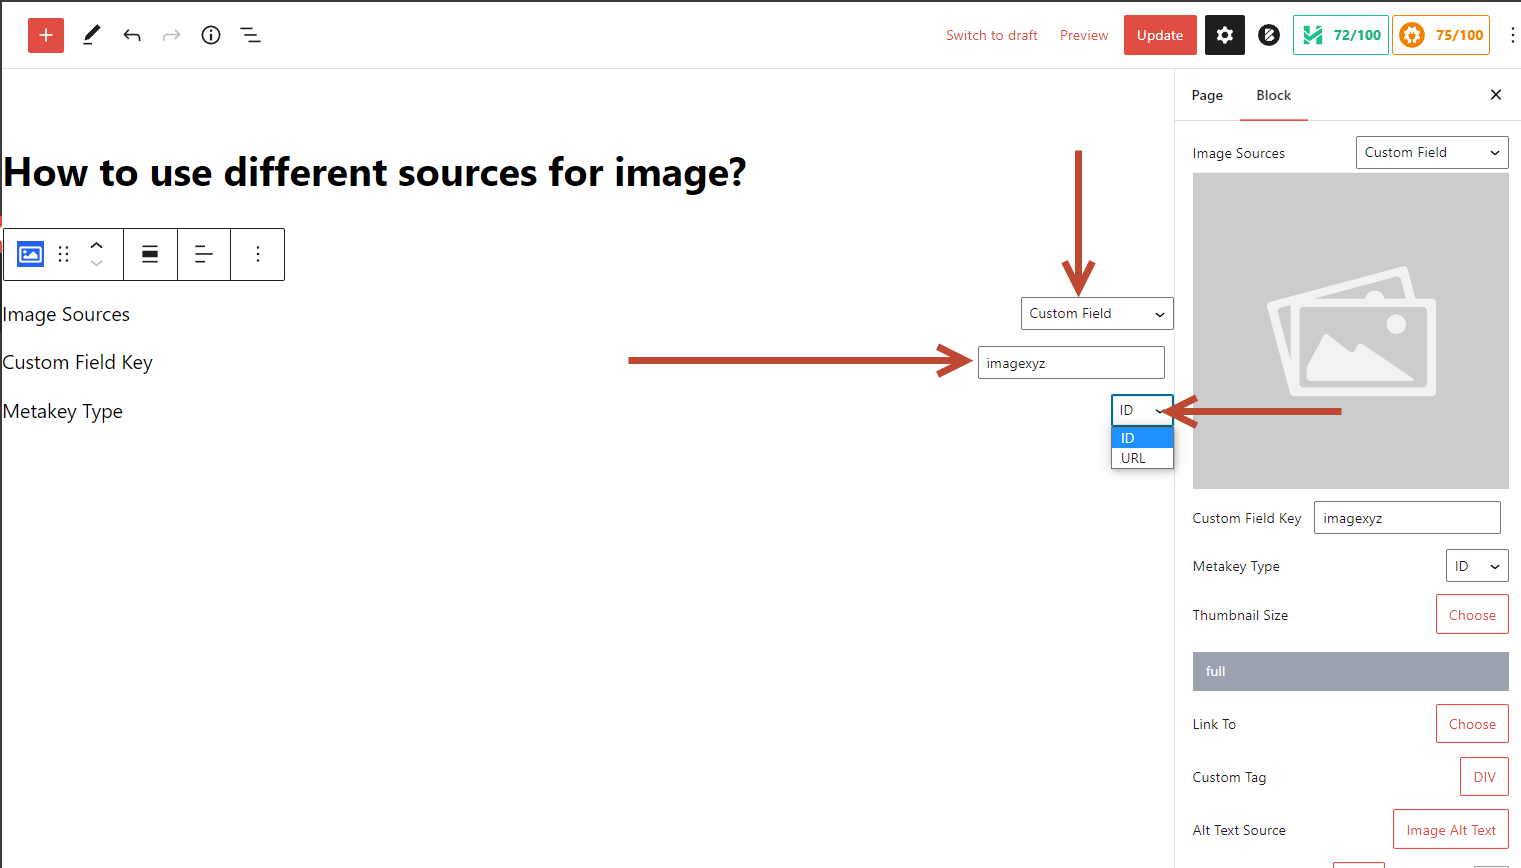 Switch to draft
Preview
Update
72/100
75/100
Page
Block
Image Sources
Custom Field
How to use different sources for image?
Image Sources
Custom Field
Custom Field Key
imagexyz
Metakey Type
ID
ID
URL
Custom Field Key
imagexyz
Metakey Type
ID
Thumbnail Size
Choose
full
Link To
Choose
Custom Tag
DIV
Alt Text Source
Image Alt Text